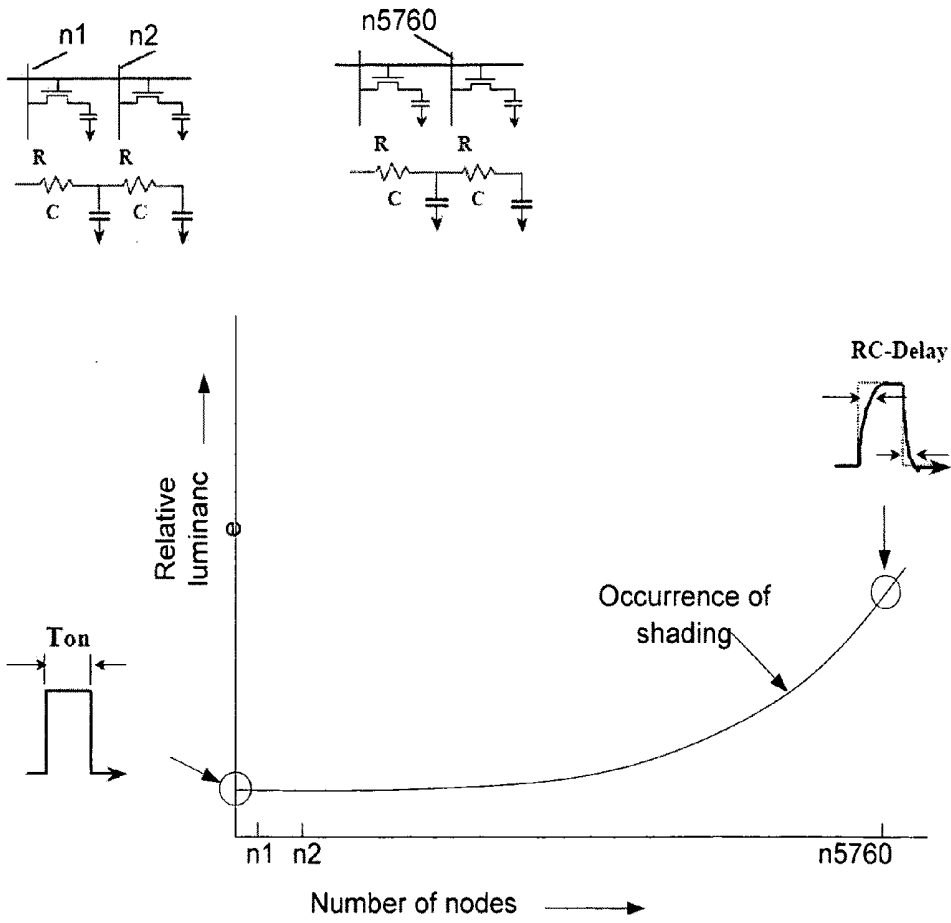 n1 n2 n5760
R R R R
C C C C
RC-Delay
Relative
luminanc
e
Occurrence of
shading
Ton
n1 n2 n5760
Number of nodes